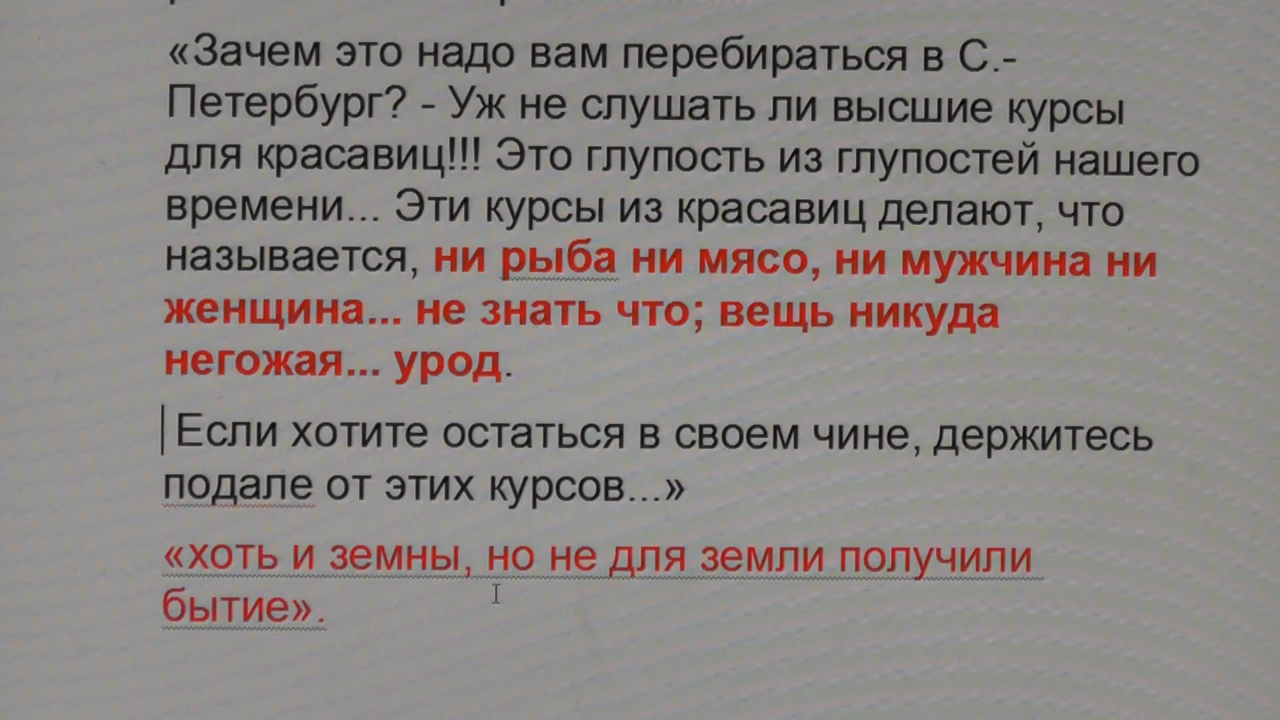 «Зачем это надо вам перебираться в С.-
Петербург? - Уж не слушать ли высшие курсы
для красавиц!!! Это глупость из глупостей нашего
времени... Эти курсы из красавиц делают, что
называется, ни рыба ни мясо, ни мужчина ни
женщина... не знать что; вещь никуда
негожая... урод.
Если хотите остаться в своем чине, держитесь
подале от этих курсов...»
«хоть и земны, но не для земли получили
бытие».